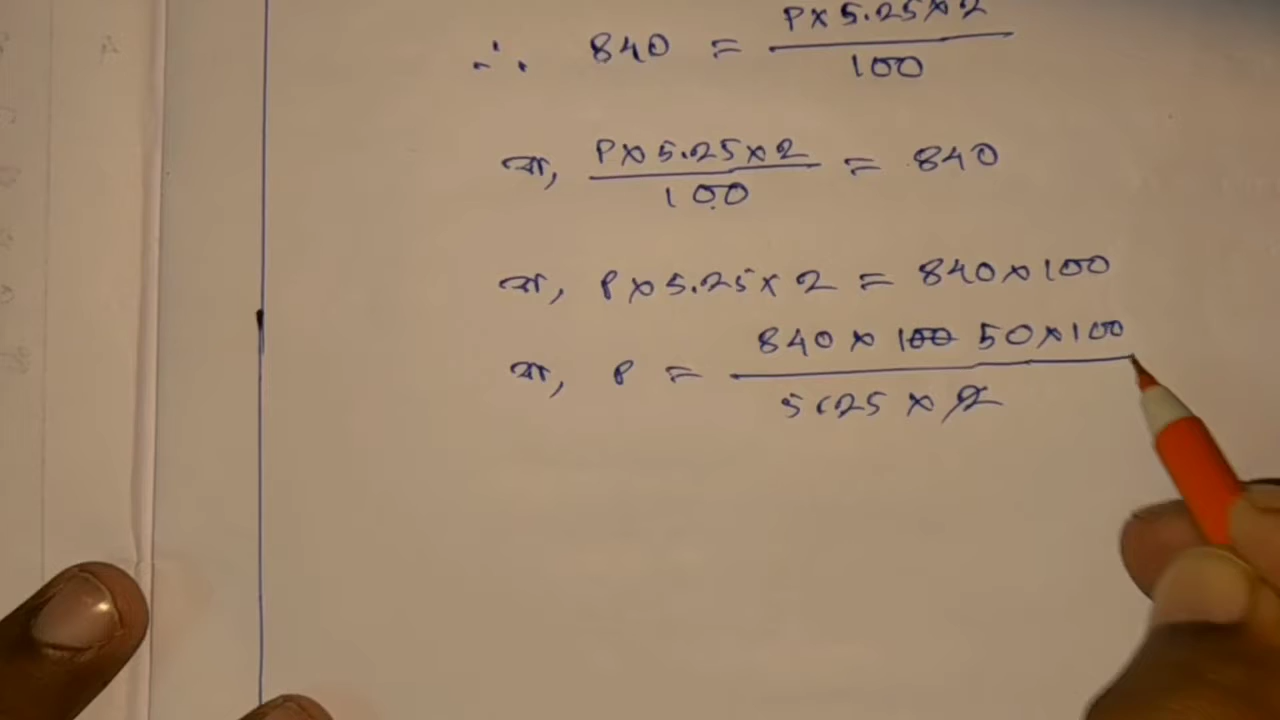 ∴ 840 = P×5.25×2 / 100
বা, P×5.25×2 / 100 = 840
বা, P×5.25×2 = 840×100
বা, P = 840 × 100 50×100 / 5.25 × 2